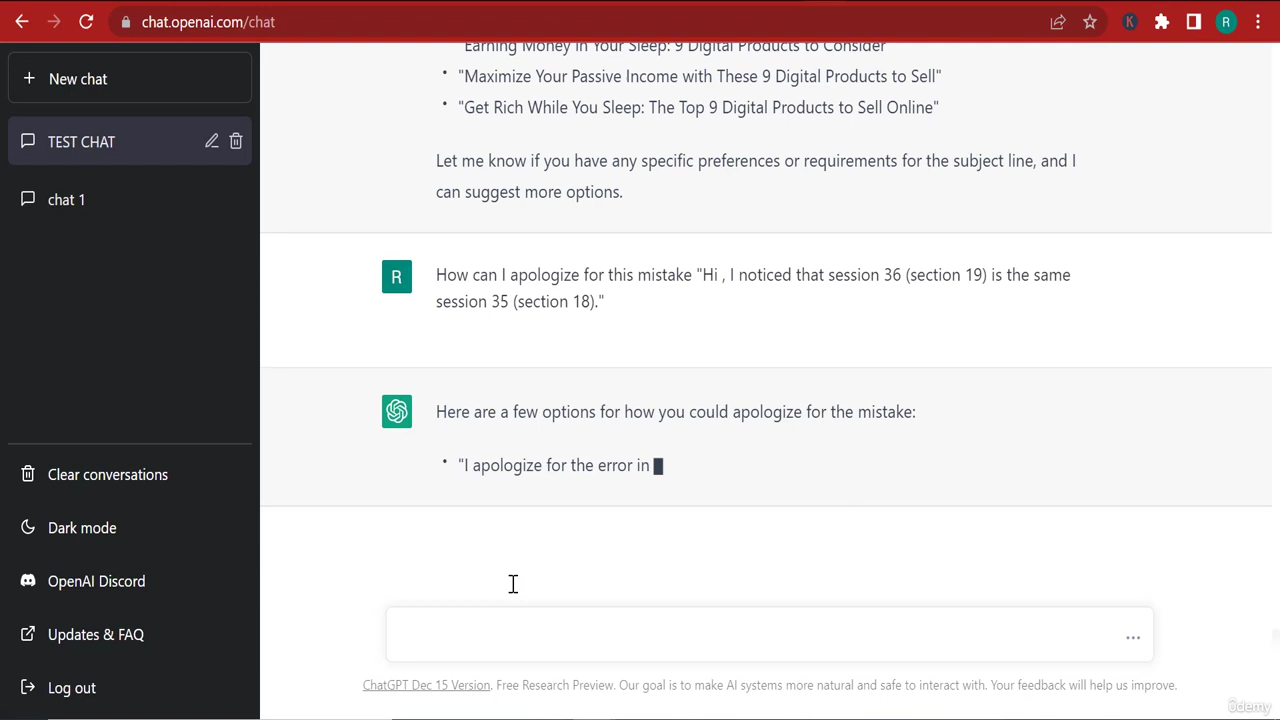 chat.openai.com/chat
K
R
New chat
TEST CHAT
chat 1
Clear conversations
Dark mode
OpenAI Discord
Updates & FAQ
Log out
Earning Money in Your Sleep: 9 Digital Products to Consider
• "Maximize Your Passive Income with These 9 Digital Products to Sell"
• "Get Rich While You Sleep: The Top 9 Digital Products to Sell Online"
Let me know if you have any specific preferences or requirements for the subject line, and I
can suggest more options.
R
How can I apologize for this mistake "Hi , I noticed that session 36 (section 19) is the same
session 35 (section 18)."
Here are a few options for how you could apologize for the mistake:
• "I apologize for the error in
ChatGPT Dec 15 Version. Free Research Preview. Our goal is to make AI systems more natural and safe to interact with. Your feedback will help us improve.
ûdemy